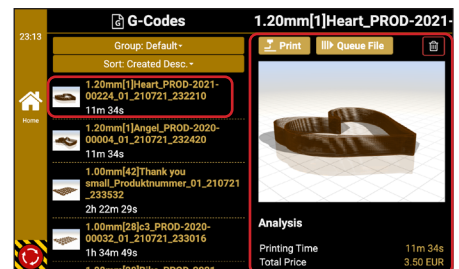 G-Codes
1.20mm[1]Heart_PROD-2021-
23:13
Group: Default
Print
Queue File
Sort: Created Desc.
1.20mm[1]Heart_PROD-2021-
00224_01_210721_232210
11m 34s
Home
1.20mm[1]Angel_PROD-2020-
00004_01_210721_232420
11m 34s
1.00mm[42]Thank you
small_Produktnummer_01_210721
_233532
2h 22m 29s
1.00mm[28]c3_PROD-2020-
00032_01_210721_233016
1h 34m 49s
Analysis
Printing Time
11m 34s
Total Price
3.50 EUR